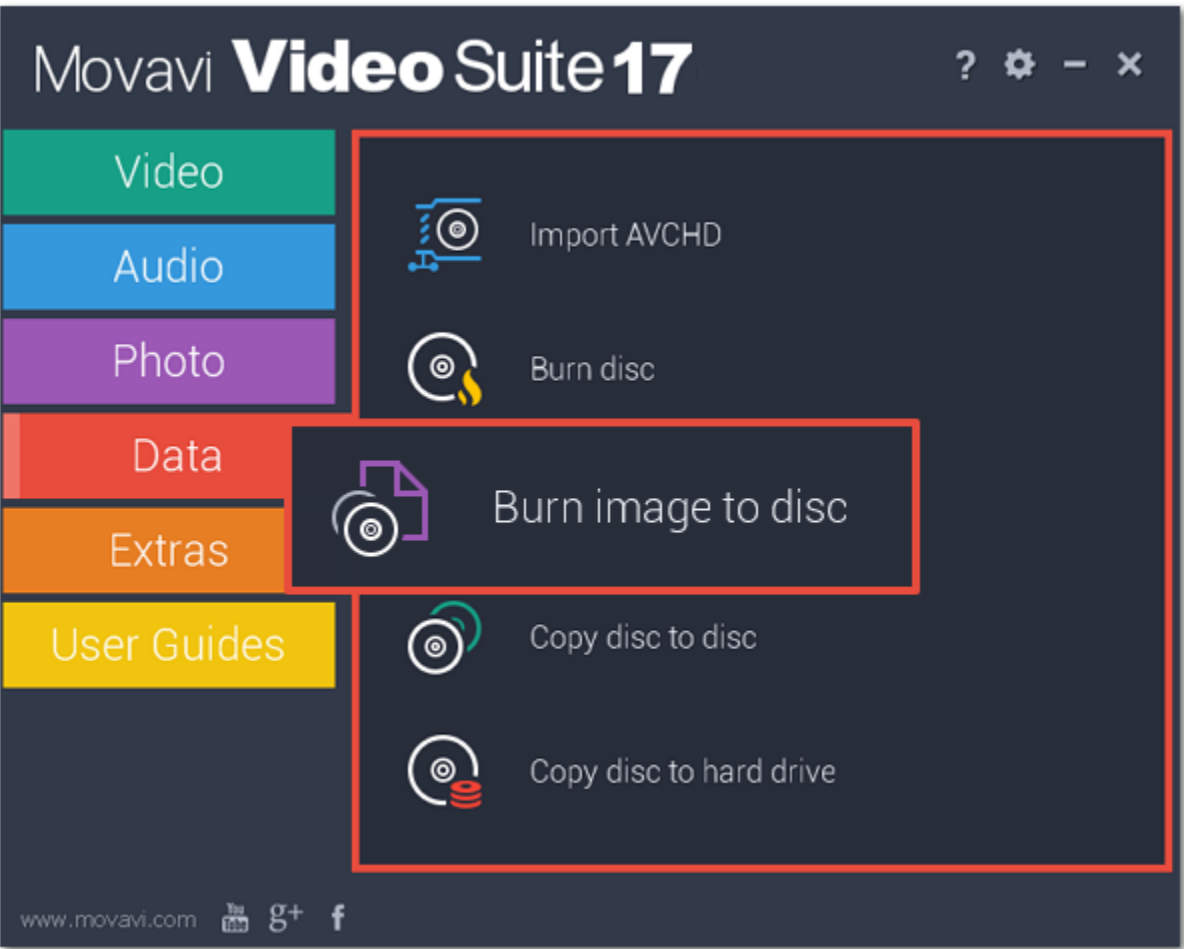 Movavi Video Suite 17
?
Video
Audio
Photo
Data
Extras
User Guides
Import AVCHD
Burn disc
Burn image to disc
Copy disc to disc
Copy disc to hard drive
www.movavi.com You Tube g+ f